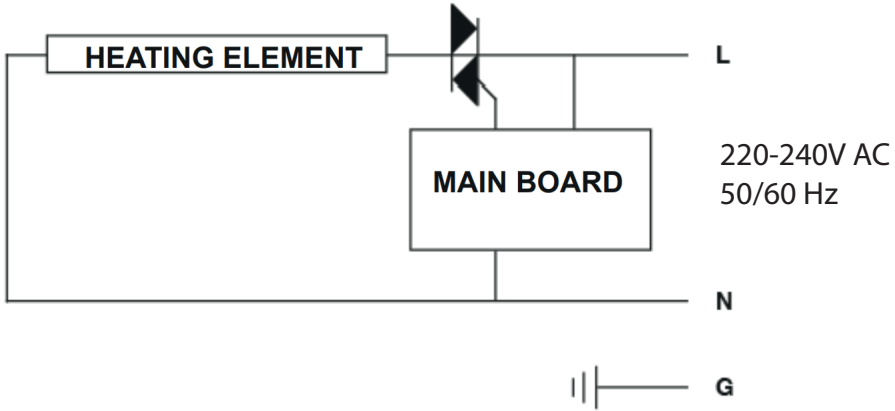 HEATING ELEMENT
L
220-240V AC
50/60 Hz
MAIN BOARD
N
G